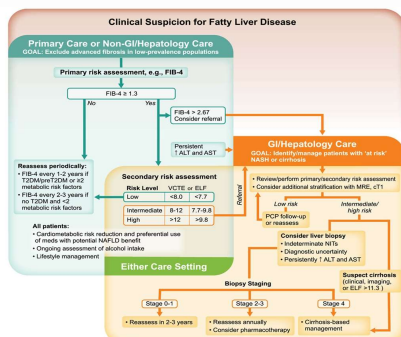 Clinical Suspicion for Fatty Liver Disease
Primary Care or Non-GI/Hepatology Care
GOAL: Exclude advanced fibrosis in low-prevalence populations
Primary risk assessment, e.g., FIB-4
FIB-4 ≥ 1.3
No
Yes
FIB-4 > 2.67
Consider referral
Reassess periodically:
• FIB-4 every 1-2 years if
T2DM/preT2DM or ≥2
metabolic risk factors
• FIB-4 every 2-3 years if
no T2DM and <2
metabolic risk factors
Persistent
↑ ALT and AST
GI/Hepatology Care
GOAL: Identify/manage patients with 'at risk'
NASH or cirrhosis
• Review/perform primary/secondary risk assessment
• Consider additional stratification with MRE, cT1
Secondary risk assessment
Risk Level VCTE or ELF
Low <8.0 <7.7
Intermediate 8-12 7.7-9.8
High >12 >9.8
Referral
Low risk
Intermediate/
high risk
PCP follow-up
or reassess
All patients:
• Cardiometabolic risk reduction and preferential use
of meds with potential NAFLD benefit
• Ongoing assessment of alcohol intake
• Lifestyle management
Consider liver biopsy
• Indeterminate NITs
• Diagnostic uncertainty
• Persistently ↑ ALT and AST
Either Care Setting
Suspect cirrhosis
(clinical, imaging,
or ELF >11.3 )
Biopsy Staging
Stage 0-1
Stage 2-3
Stage 4
• Reassess in 2-3 years
• Reassess annually
• Consider pharmacotherapy
• Cirrhosis-based
management